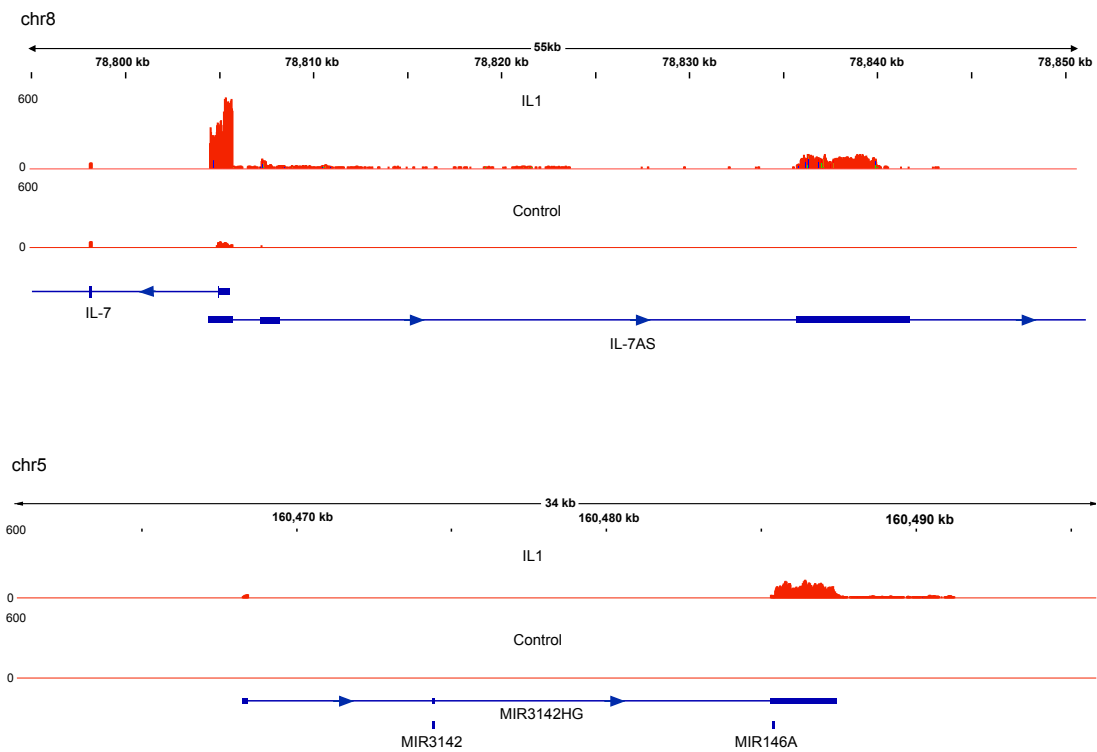 chr8
55kb
78,800 kb 78,810 kb 78,820 kb 78,830 kb 78,840 kb 78,850 kb
600
IL1
0
600
Control
0
IL-7
IL-7AS
chr5
34 kb
160,470 kb 160,480 kb 160,490 kb
600
IL1
0
600
Control
0
MIR3142HG
MIR3142 MIR146A